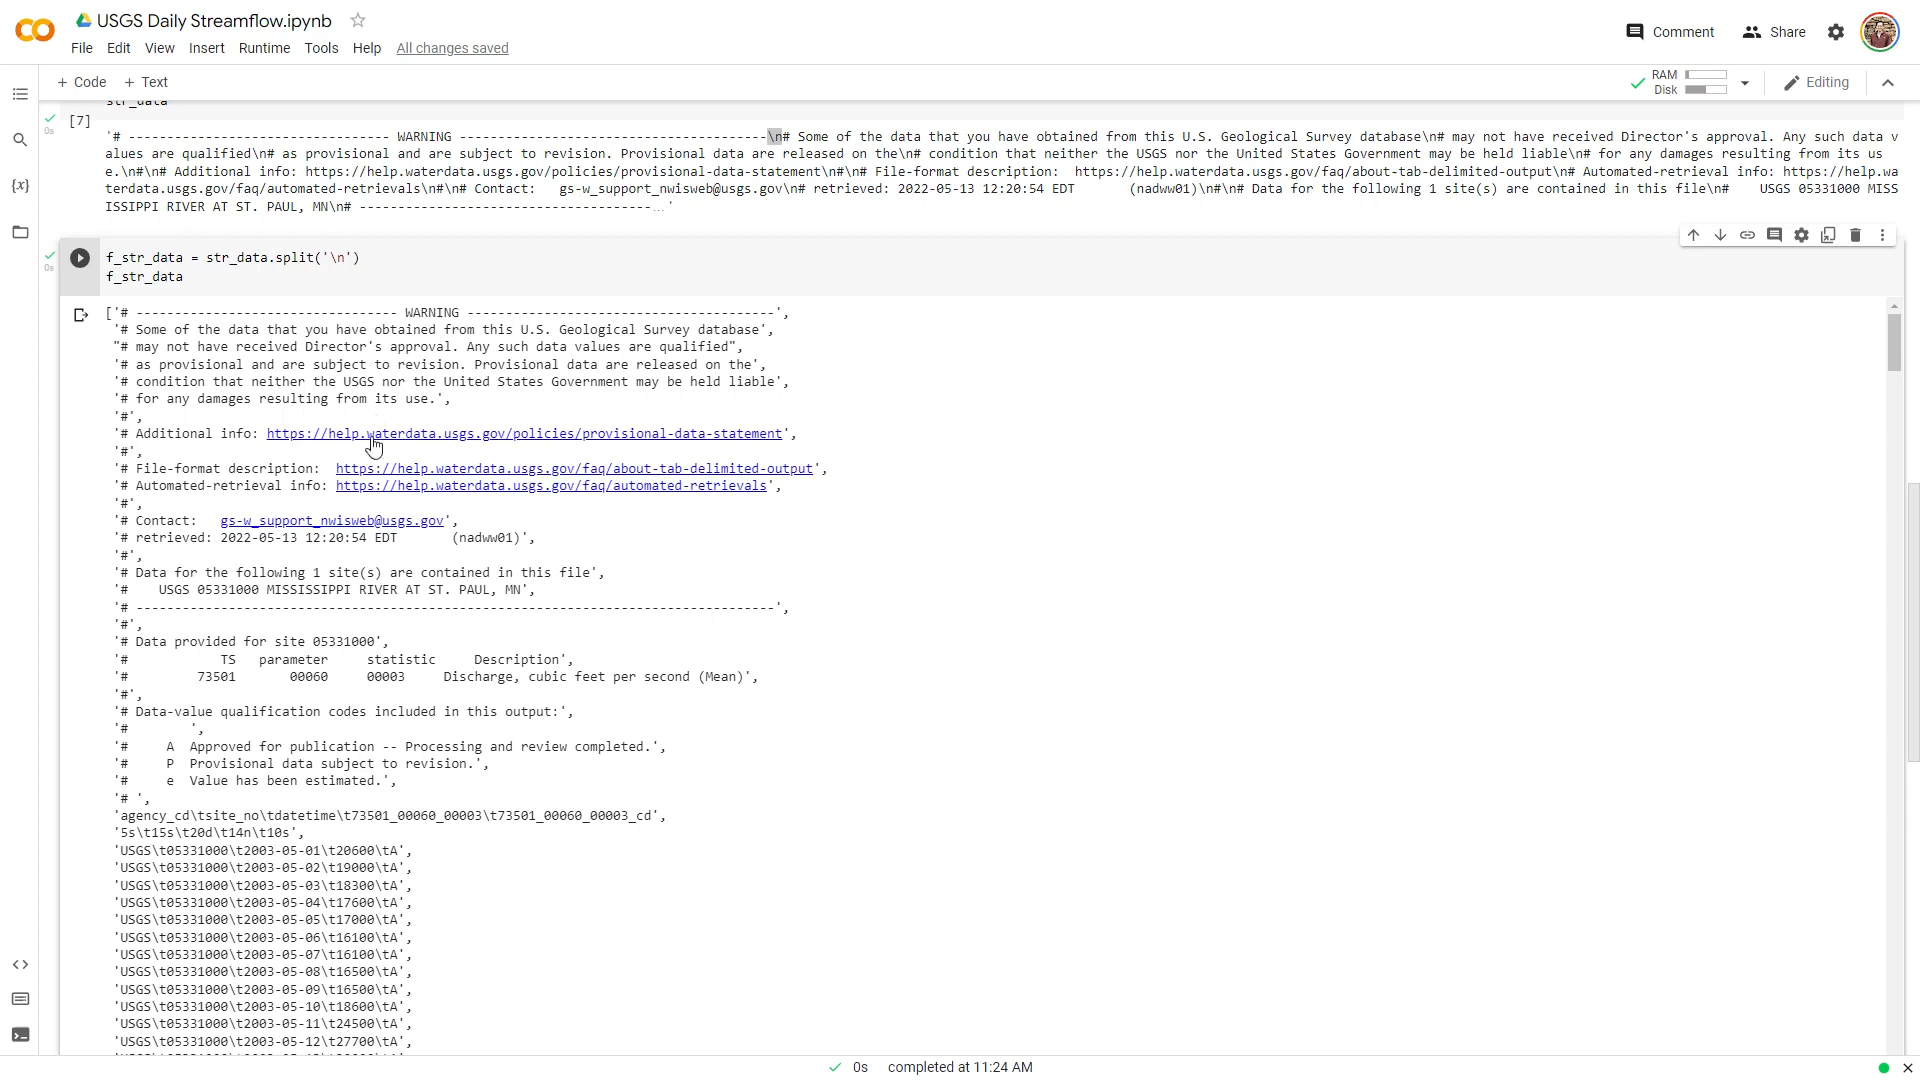 USGS Daily Streamflow.ipynb
File Edit View Insert Runtime Tools Help All changes saved
Comment Share
+ Code + Text
RAM
Disk
Editing
str_data
0s
[7]
'# ---------------------------------- WARNING ----------------------------------------\n# Some of the data that you have obtained from this U.S. Geological Survey database\n# may not have received Director's approval. Any such data v
alues are qualified\n# as provisional and are subject to revision. Provisional data are released on the\n# condition that neither the USGS nor the United States Government may be held liable\n# for any damages resulting from its us
e.\n#\n# Additional info: https://help.waterdata.usgs.gov/policies/provisional-data-statement\n#\n# File-format description:  https://help.waterdata.usgs.gov/faq/about-tab-delimited-output\n# Automated-retrieval info: https://help.wa
terdata.usgs.gov/faq/automated-retrievals\n#\n# Contact:   gs-w_support_nwisweb@usgs.gov\n# retrieved: 2022-05-13 12:20:54 EDT       (nadww01)\n#\n# Data for the following 1 site(s) are contained in this file\n#    USGS 05331000 MISS
ISSIPPI RIVER AT ST. PAUL, MN\n# --------------------------------------... '
0s
f_str_data = str_data.split('\n')
f_str_data
['# ---------------------------------- WARNING ----------------------------------------',
'# Some of the data that you have obtained from this U.S. Geological Survey database',
"# may not have received Director's approval. Any such data values are qualified",
'# as provisional and are subject to revision. Provisional data are released on the',
'# condition that neither the USGS nor the United States Government may be held liable',
'# for any damages resulting from its use.',
'#',
'# Additional info: https://help.waterdata.usgs.gov/policies/provisional-data-statement',
'#',
'# File-format description:  https://help.waterdata.usgs.gov/faq/about-tab-delimited-output',
'# Automated-retrieval info: https://help.waterdata.usgs.gov/faq/automated-retrievals',
'#',
'# Contact:   gs-w_support_nwisweb@usgs.gov',
'# retrieved: 2022-05-13 12:20:54 EDT       (nadww01)',
'#',
'# Data for the following 1 site(s) are contained in this file',
'#    USGS 05331000 MISSISSIPPI RIVER AT ST. PAUL, MN',
'# -----------------------------------------------------------------------------------',
'#',
'# Data provided for site 05331000',
'#            TS   parameter     statistic     Description',
'#         73501       00060     00003     Discharge, cubic feet per second (Mean)',
'#',
'# Data-value qualification codes included in this output:',
'#        ',
'#     A  Approved for publication -- Processing and review completed.',
'#     P  Provisional data subject to revision.',
'#     e  Value has been estimated.',
'# ',
'agency_cd\tsite_no\tdatetime\t73501_00060_00003\t73501_00060_00003_cd',
'5s\t15s\t20d\t14n\t10s',
'USGS\t05331000\t2003-05-01\t20600\tA',
'USGS\t05331000\t2003-05-02\t19000\tA',
'USGS\t05331000\t2003-05-03\t18300\tA',
'USGS\t05331000\t2003-05-04\t17600\tA',
'USGS\t05331000\t2003-05-05\t17000\tA',
'USGS\t05331000\t2003-05-06\t16100\tA',
'USGS\t05331000\t2003-05-07\t16100\tA',
'USGS\t05331000\t2003-05-08\t16500\tA',
'USGS\t05331000\t2003-05-09\t16500\tA',
'USGS\t05331000\t2003-05-10\t18600\tA',
'USGS\t05331000\t2003-05-11\t24500\tA',
'USGS\t05331000\t2003-05-12\t27700\tA',
0s completed at 11:24 AM